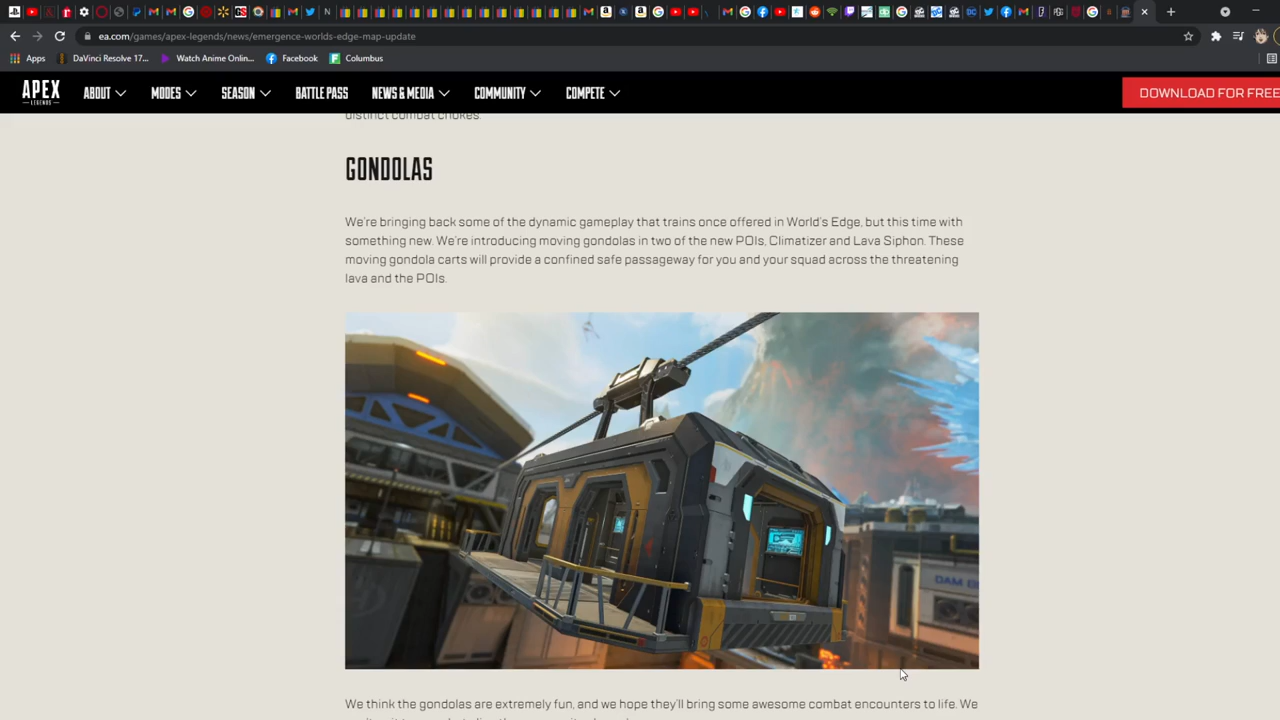 ea.com/games/apex-legends/news/emergence-worlds-edge-map-update
Apps
DaVinci Resolve 17...
Watch Anime Onlin...
Facebook
Columbus
APEX
LEGENDS
ABOUT
MODES
SEASON
BATTLE PASS
NEWS & MEDIA
COMMUNITY
COMPETE
DOWNLOAD FOR FREE
distinct combat chokes.
GONDOLAS
We're bringing back some of the dynamic gameplay that trains once offered in World's Edge, but this time with
something new. We're introducing moving gondolas in two of the new POIs, Climatizer and Lava Siphon. These
moving gondola carts will provide a confined safe passageway for you and your squad across the threatening
lava and the POIs.
DAM
We think the gondolas are extremely fun, and we hope they'll bring some awesome combat encounters to life. We